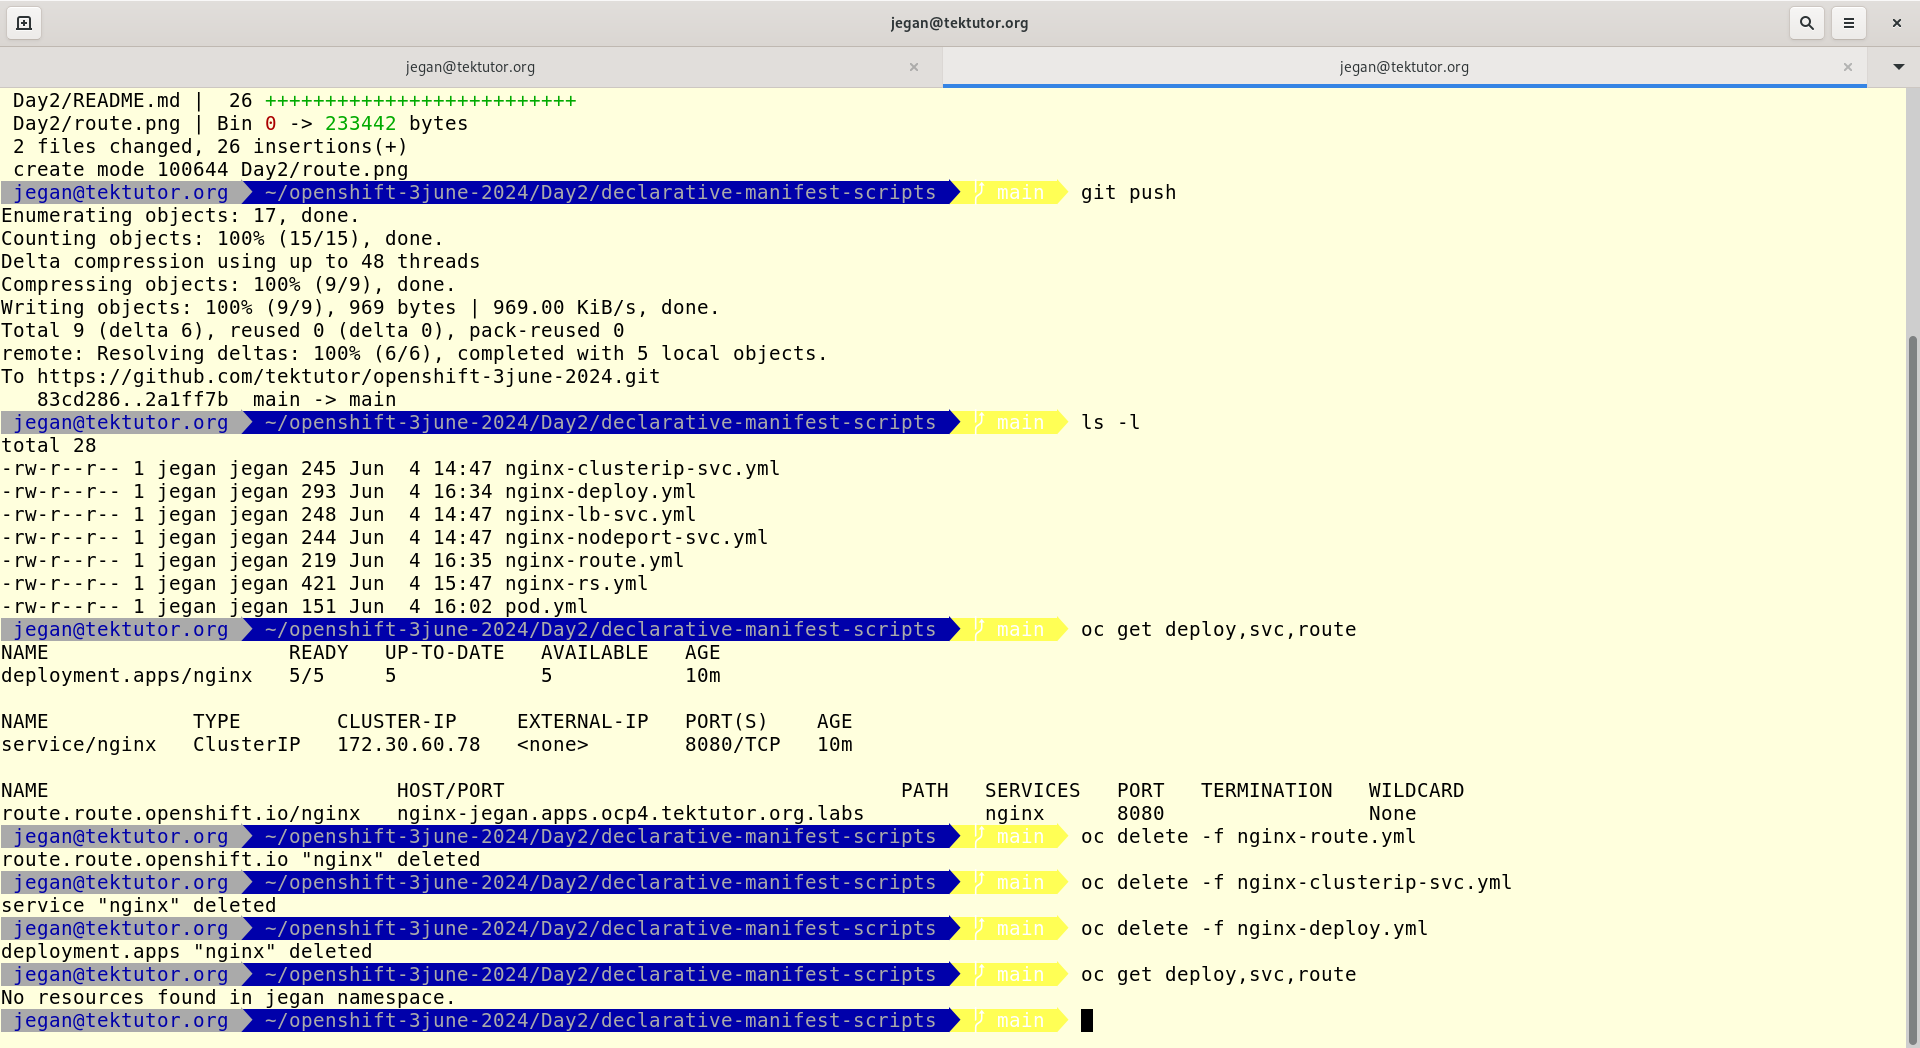 jegan@tektutor.org
jegan@tektutor.org
jegan@tektutor.org
 Day2/README.md |  26 ++++++++++++++++++++++++++
 Day2/route.png | Bin 0 -> 233442 bytes
 2 files changed, 26 insertions(+)
 create mode 100644 Day2/route.png
jegan@tektutor.org ~/openshift-3june-2024/Day2/declarative-manifest-scripts main git push
Enumerating objects: 17, done.
Counting objects: 100% (15/15), done.
Delta compression using up to 48 threads
Compressing objects: 100% (9/9), done.
Writing objects: 100% (9/9), 969 bytes | 969.00 KiB/s, done.
Total 9 (delta 6), reused 0 (delta 0), pack-reused 0
remote: Resolving deltas: 100% (6/6), completed with 5 local objects.
To https://github.com/tektutor/openshift-3june-2024.git
   83cd286..2a1ff7b  main -> main
jegan@tektutor.org ~/openshift-3june-2024/Day2/declarative-manifest-scripts main ls -l
total 28
-rw-r--r-- 1 jegan jegan 245 Jun  4 14:47 nginx-clusterip-svc.yml
-rw-r--r-- 1 jegan jegan 293 Jun  4 16:34 nginx-deploy.yml
-rw-r--r-- 1 jegan jegan 248 Jun  4 14:47 nginx-lb-svc.yml
-rw-r--r-- 1 jegan jegan 244 Jun  4 14:47 nginx-nodeport-svc.yml
-rw-r--r-- 1 jegan jegan 219 Jun  4 16:35 nginx-route.yml
-rw-r--r-- 1 jegan jegan 421 Jun  4 15:47 nginx-rs.yml
-rw-r--r-- 1 jegan jegan 151 Jun  4 16:02 pod.yml
jegan@tektutor.org ~/openshift-3june-2024/Day2/declarative-manifest-scripts main oc get deploy,svc,route
NAME                    READY   UP-TO-DATE   AVAILABLE   AGE
deployment.apps/nginx   5/5     5            5           10m
NAME            TYPE        CLUSTER-IP     EXTERNAL-IP   PORT(S)    AGE
service/nginx   ClusterIP   172.30.60.78   <none>        8080/TCP   10m
NAME                             HOST/PORT                                 PATH   SERVICES   PORT   TERMINATION   WILDCARD
route.route.openshift.io/nginx   nginx-jegan.apps.ocp4.tektutor.org.labs          nginx      8080                 None
jegan@tektutor.org ~/openshift-3june-2024/Day2/declarative-manifest-scripts main oc delete -f nginx-route.yml
route.route.openshift.io "nginx" deleted
jegan@tektutor.org ~/openshift-3june-2024/Day2/declarative-manifest-scripts main oc delete -f nginx-clusterip-svc.yml
service "nginx" deleted
jegan@tektutor.org ~/openshift-3june-2024/Day2/declarative-manifest-scripts main oc delete -f nginx-deploy.yml
deployment.apps "nginx" deleted
jegan@tektutor.org ~/openshift-3june-2024/Day2/declarative-manifest-scripts main oc get deploy,svc,route
No resources found in jegan namespace.
jegan@tektutor.org ~/openshift-3june-2024/Day2/declarative-manifest-scripts main